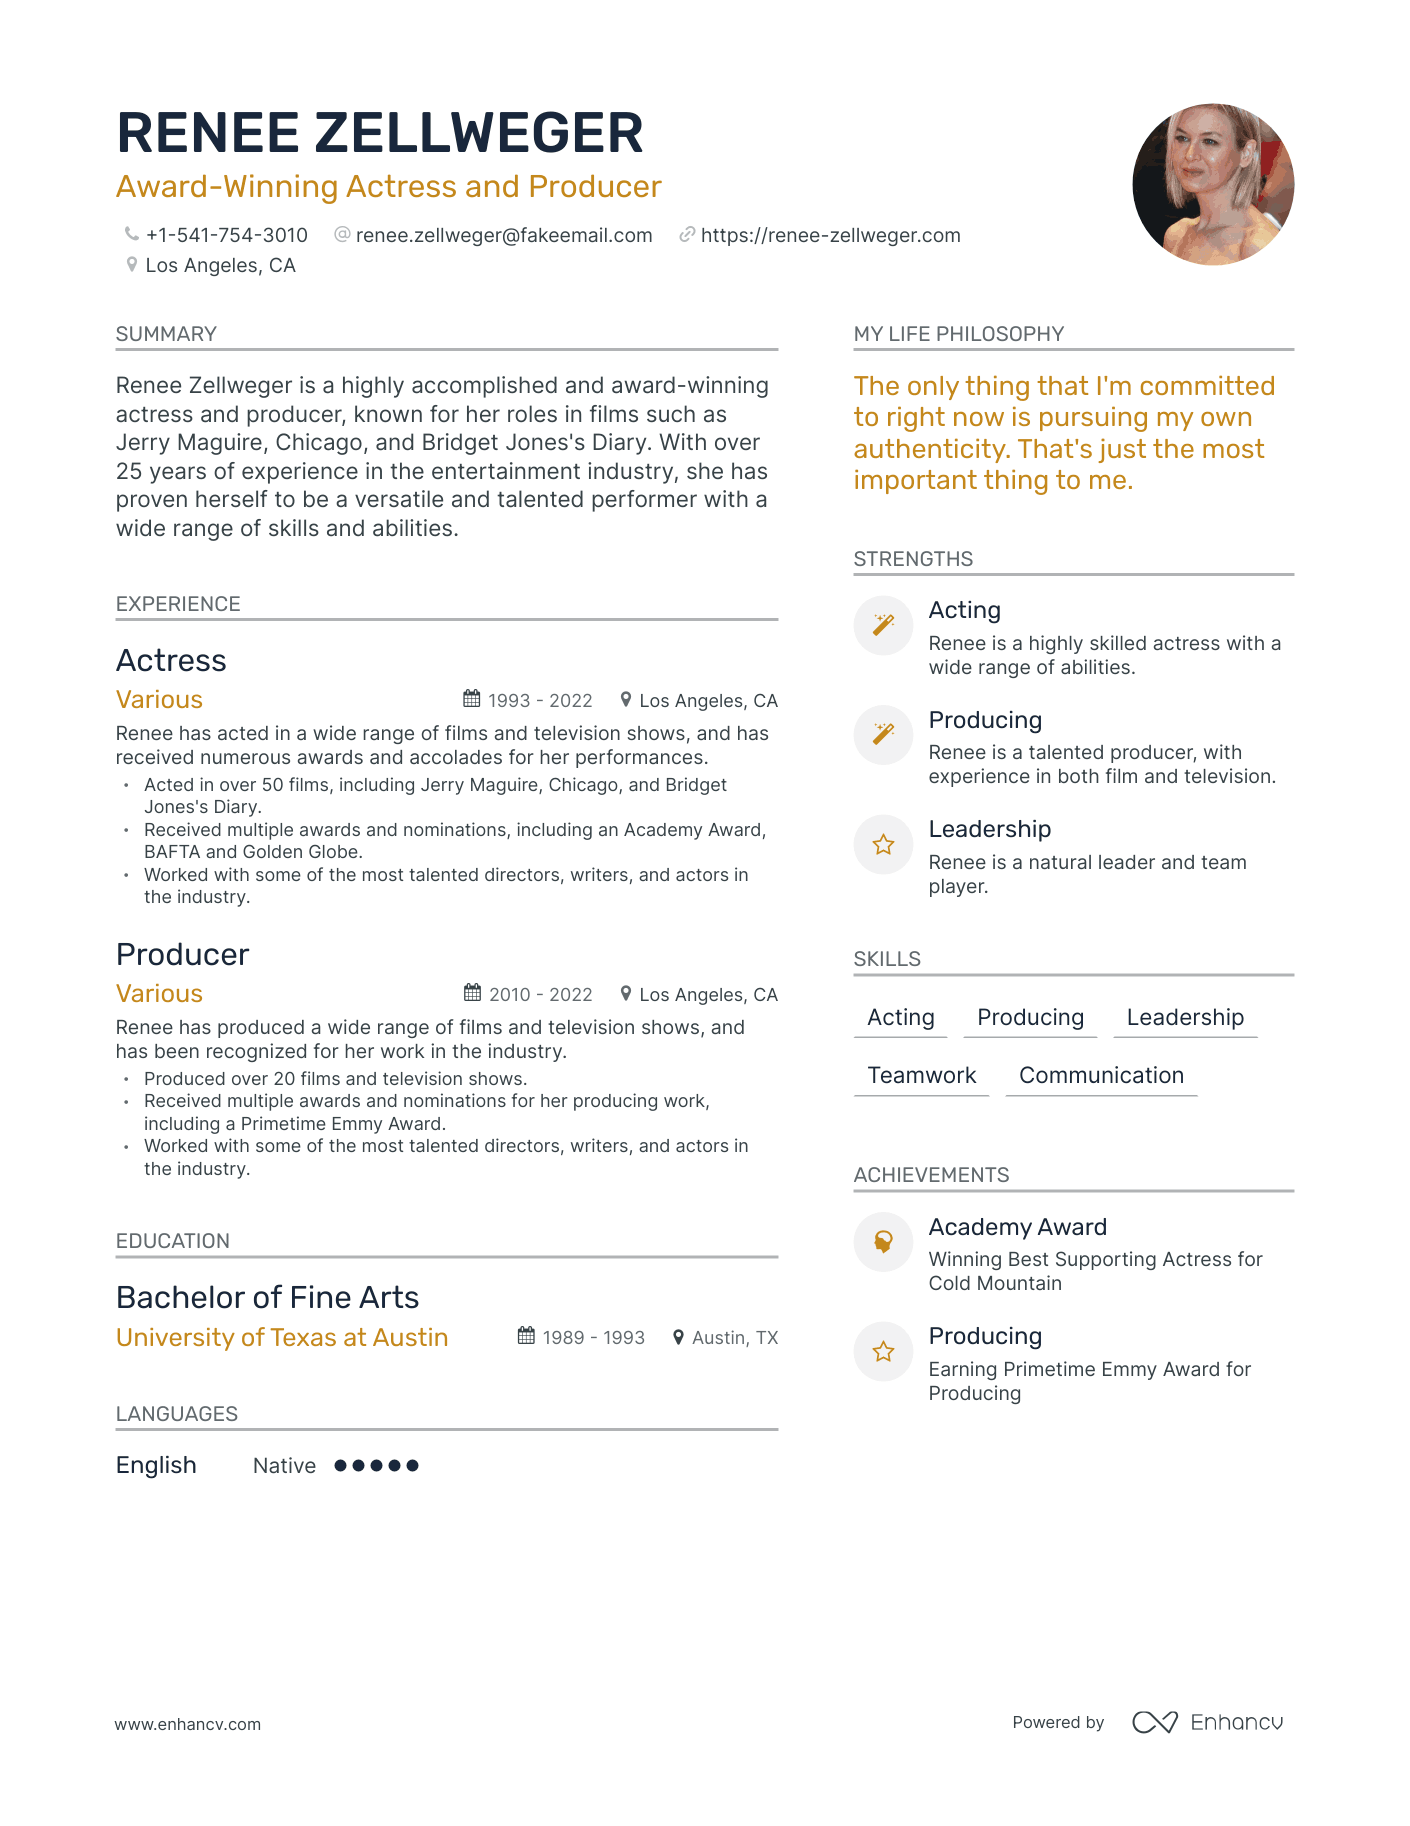 RENEE ZELLWEGER
Award-Winning Actress and Producer
+1-541-754-3010 renee.zellweger@fakeemail.com https://renee-zellweger.com
Los Angeles, CA
SUMMARY
Renee Zellweger is a highly accomplished and award-winning
actress and producer, known for her roles in films such as
Jerry Maguire, Chicago, and Bridget Jones's Diary. With over
25 years of experience in the entertainment industry, she has
proven herself to be a versatile and talented performer with a
wide range of skills and abilities.
EXPERIENCE
Actress
Various 1993 - 2022 Los Angeles, CA
Renee has acted in a wide range of films and television shows, and has
received numerous awards and accolades for her performances.
• Acted in over 50 films, including Jerry Maguire, Chicago, and Bridget
Jones's Diary.
• Received multiple awards and nominations, including an Academy Award,
BAFTA and Golden Globe.
• Worked with some of the most talented directors, writers, and actors in
the industry.
Producer
Various 2010 - 2022 Los Angeles, CA
Renee has produced a wide range of films and television shows, and
has been recognized for her work in the industry.
• Produced over 20 films and television shows.
• Received multiple awards and nominations for her producing work,
including a Primetime Emmy Award.
• Worked with some of the most talented directors, writers, and actors in
the industry.
EDUCATION
Bachelor of Fine Arts
University of Texas at Austin 1989 - 1993 Austin, TX
LANGUAGES
English Native
MY LIFE PHILOSOPHY
The only thing that I'm committed
to right now is pursuing my own
authenticity. That's just the most
important thing to me.
STRENGTHS
Acting
Renee is a highly skilled actress with a
wide range of abilities.
Producing
Renee is a talented producer, with
experience in both film and television.
Leadership
Renee is a natural leader and team
player.
SKILLS
Acting Producing Leadership
Teamwork Communication
ACHIEVEMENTS
Academy Award
Winning Best Supporting Actress for
Cold Mountain
Producing
Earning Primetime Emmy Award for
Producing
www.enhancv.com
Powered by Enhancv